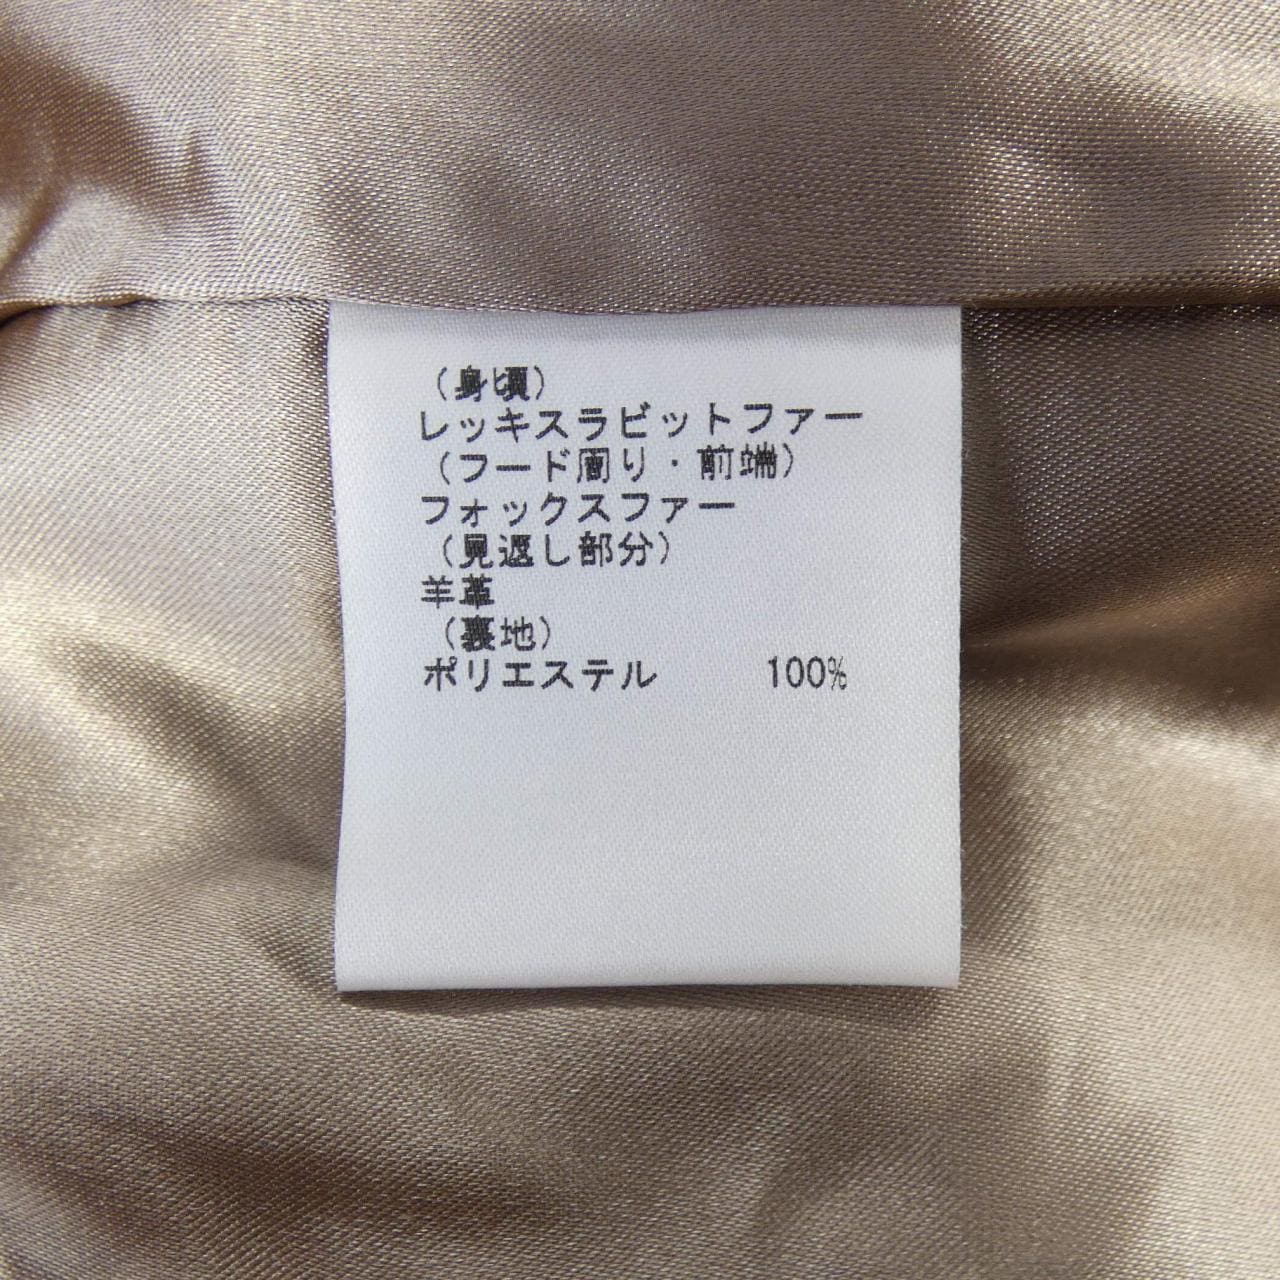 （身頃）
レッキスラビットファー
（フード周り・前端）
フォックスファー
（見返し部分）
羊革
（裏地）
ポリエステル　　100%